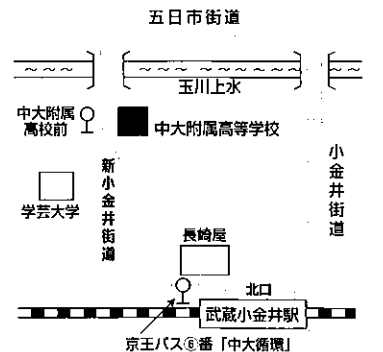 五日市街道
玉川上水
中大附属
高校前
中大附属高等学校
新小金井街道
小金井街道
学芸大学
長崎屋
北口
武蔵小金井駅
京王バス⑥番「中大循環」